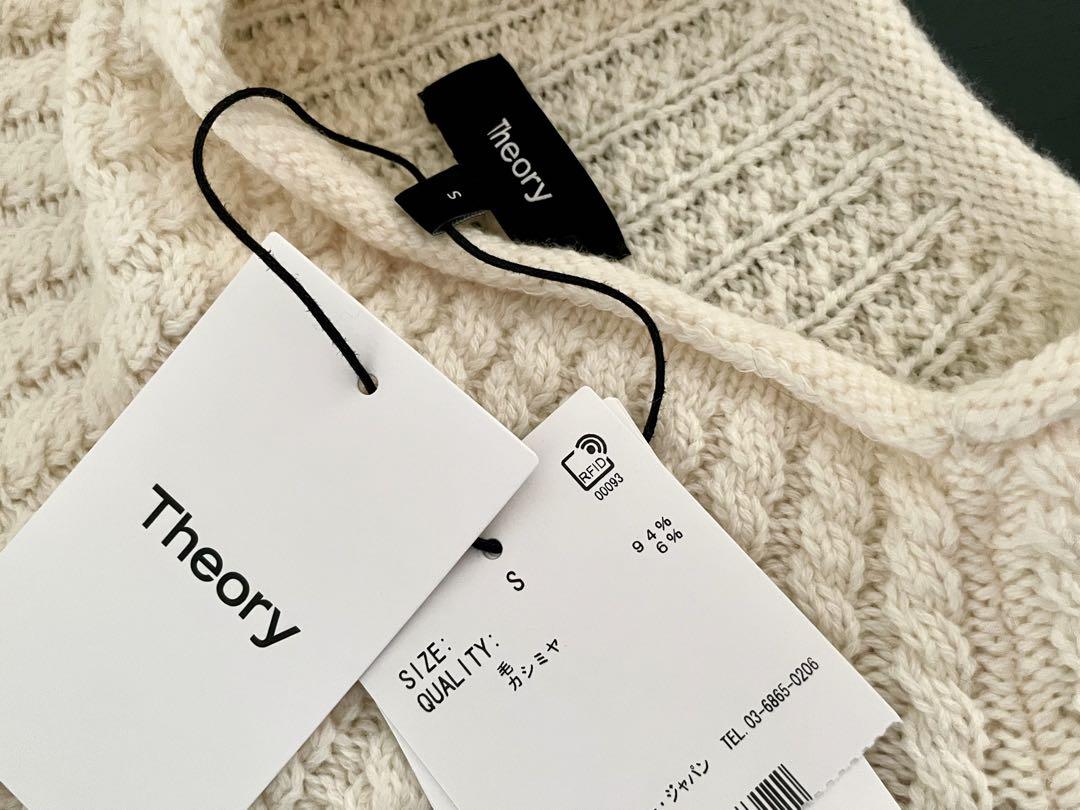 Theory
S
Theory
RFID
00093
SIZE: S
QUALITY:
毛 94%
カシミヤ 6%
ジャパン TEL. 03-6865-0206